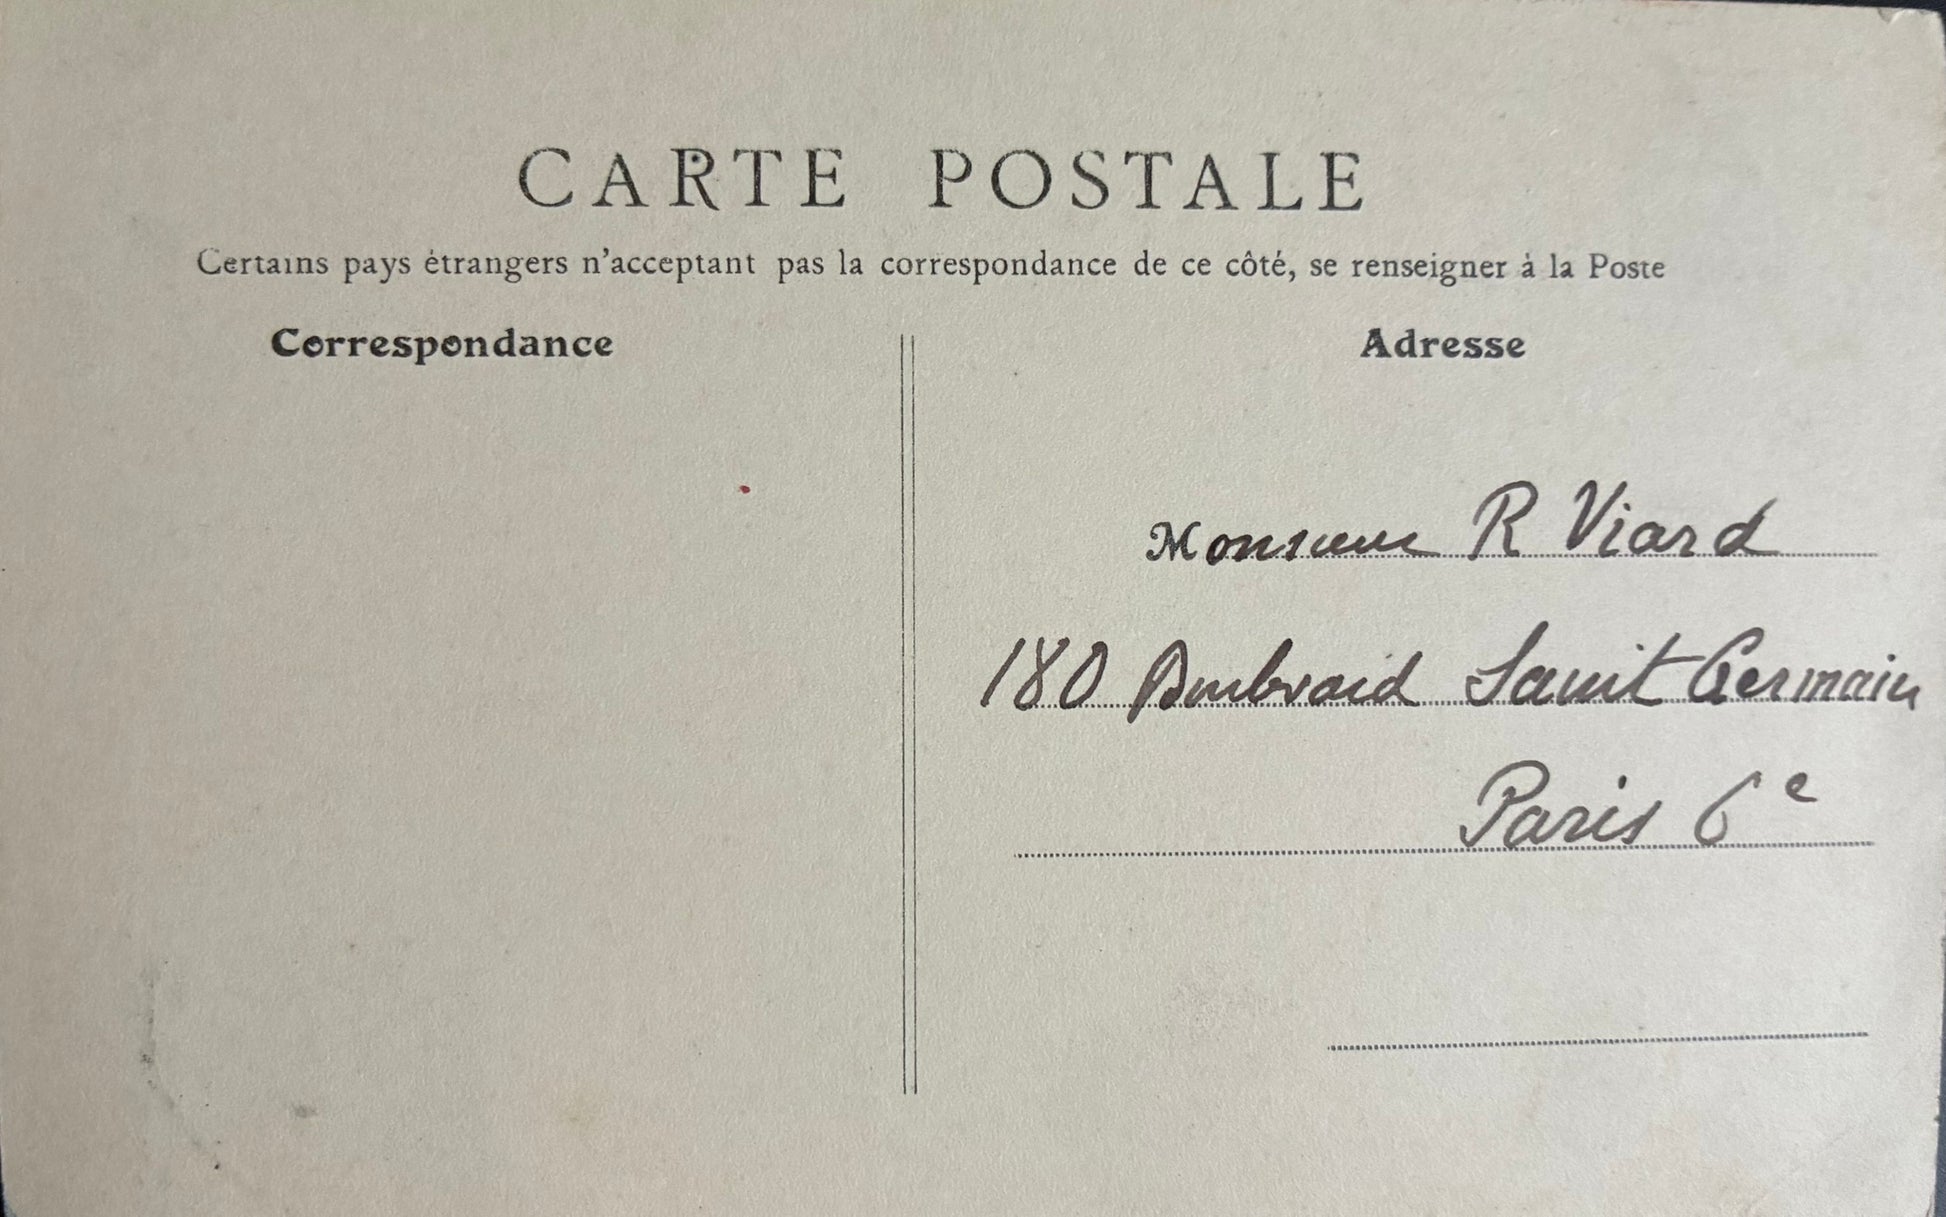 CARTE POSTALE
Certains pays étrangers n'acceptant pas la correspondance de ce côté, se renseigner à la Poste
Correspondance
Adresse
Monsieur R Viard
180 Boulevard Saint Germain
Paris 6e